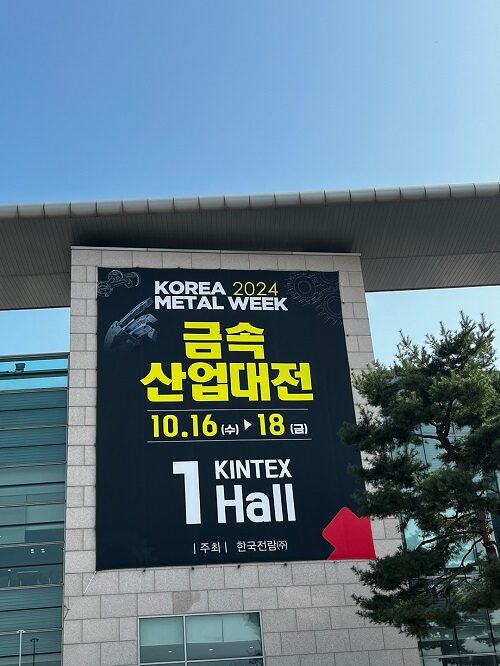 KOREA 2024
METAL WEEK
금속
산업대전
10.16 (수) ▶ 18 (금)
1 KINTEX
Hall
| 주최 | 한국전람㈜